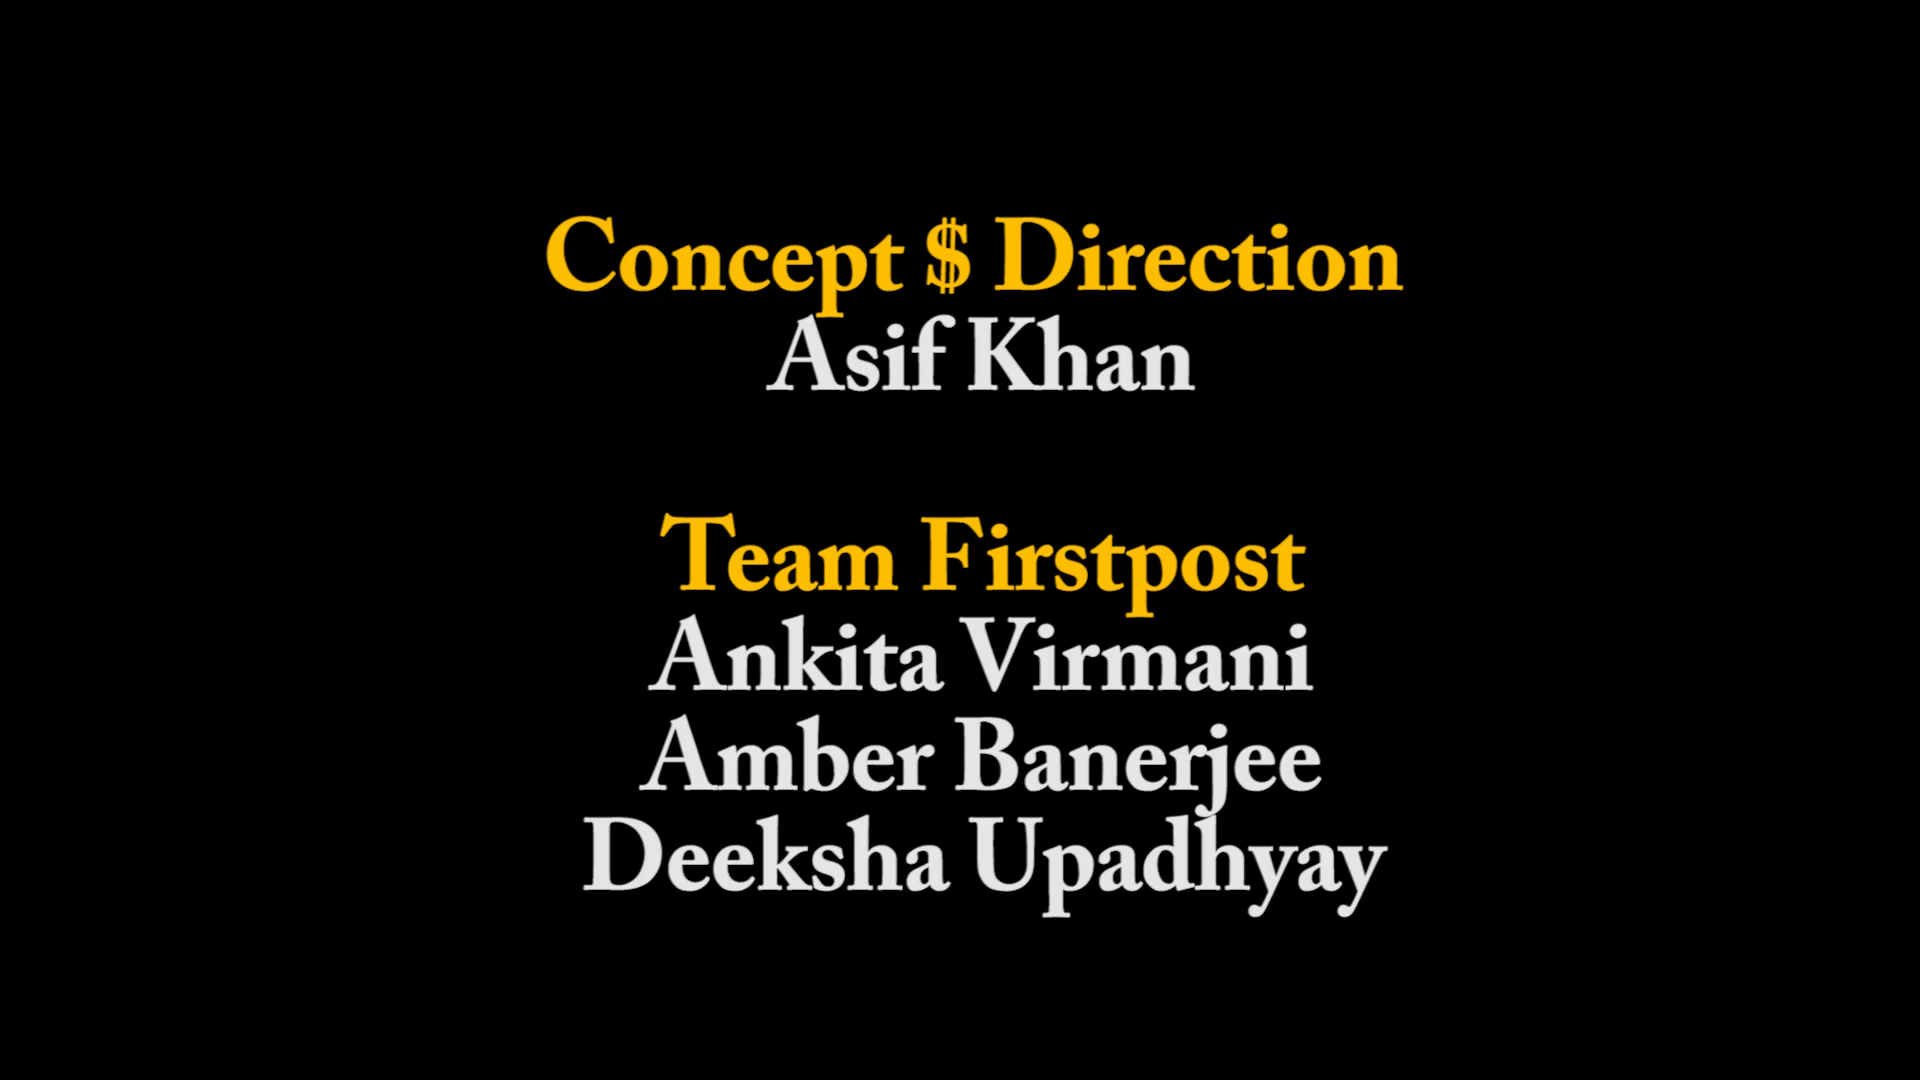 Concept $ Direction
Asif Khan
Team Firstpost
Ankita Virmani
Amber Banerjee
Deeksha Upadhyay